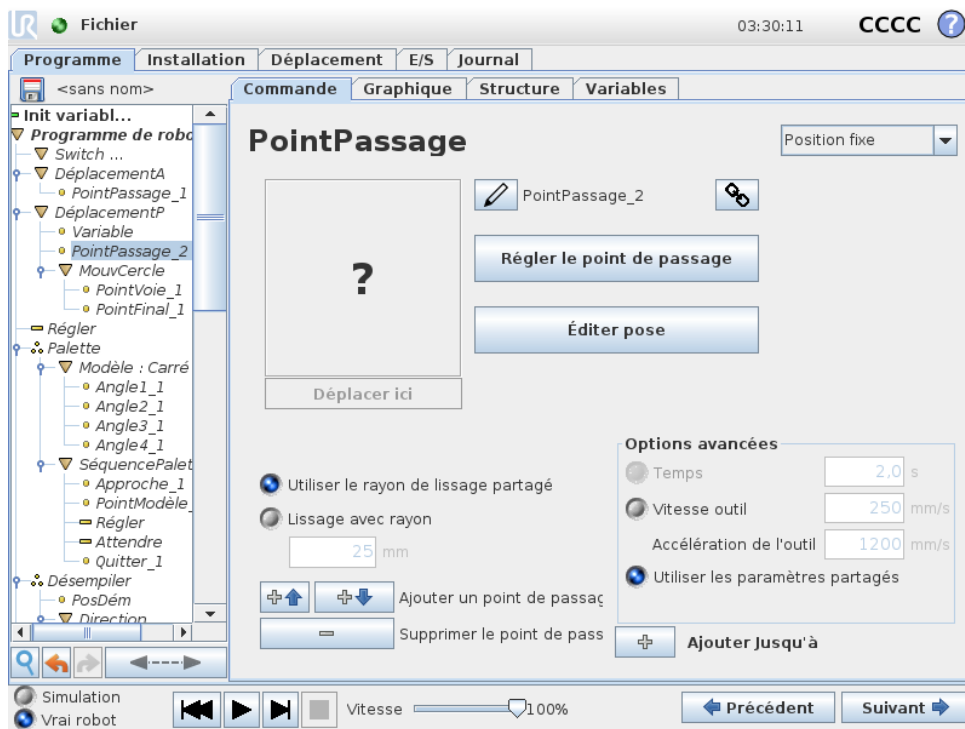 UR Fichier 03:30:11 CCCC ?
Programme Installation Déplacement E/S Journal
<sans nom> Commande Graphique Structure Variables
Init variabl...
Programme de robo
Switch ...
DéplacementA
PointPassage_1
DéplacementP
Variable
PointPassage_2
MouvCercle
PointVoie_1
PointFinal_1
Régler
Palette
Modèle : Carré
Angle1_1
Angle2_1
Angle3_1
Angle4_1
SéquencePalet
Approche_1
PointModèle_
Régler
Attendre
Quitter_1
Désempiler
PosDém
Direction
PointPassage
Position fixe
?
PointPassage_2
Régler le point de passage
Éditer pose
Déplacer ici
Utiliser le rayon de lissage partagé
Lissage avec rayon
25 mm
Ajouter un point de passag
Supprimer le point de pass
Options avancées
Temps 2,0 s
Vitesse outil 250 mm/s
Accélération de l'outil 1200 mm/s
Utiliser les paramètres partagés
Ajouter Jusqu'à
Simulation
Vrai robot
Vitesse 100%
Précédent Suivant